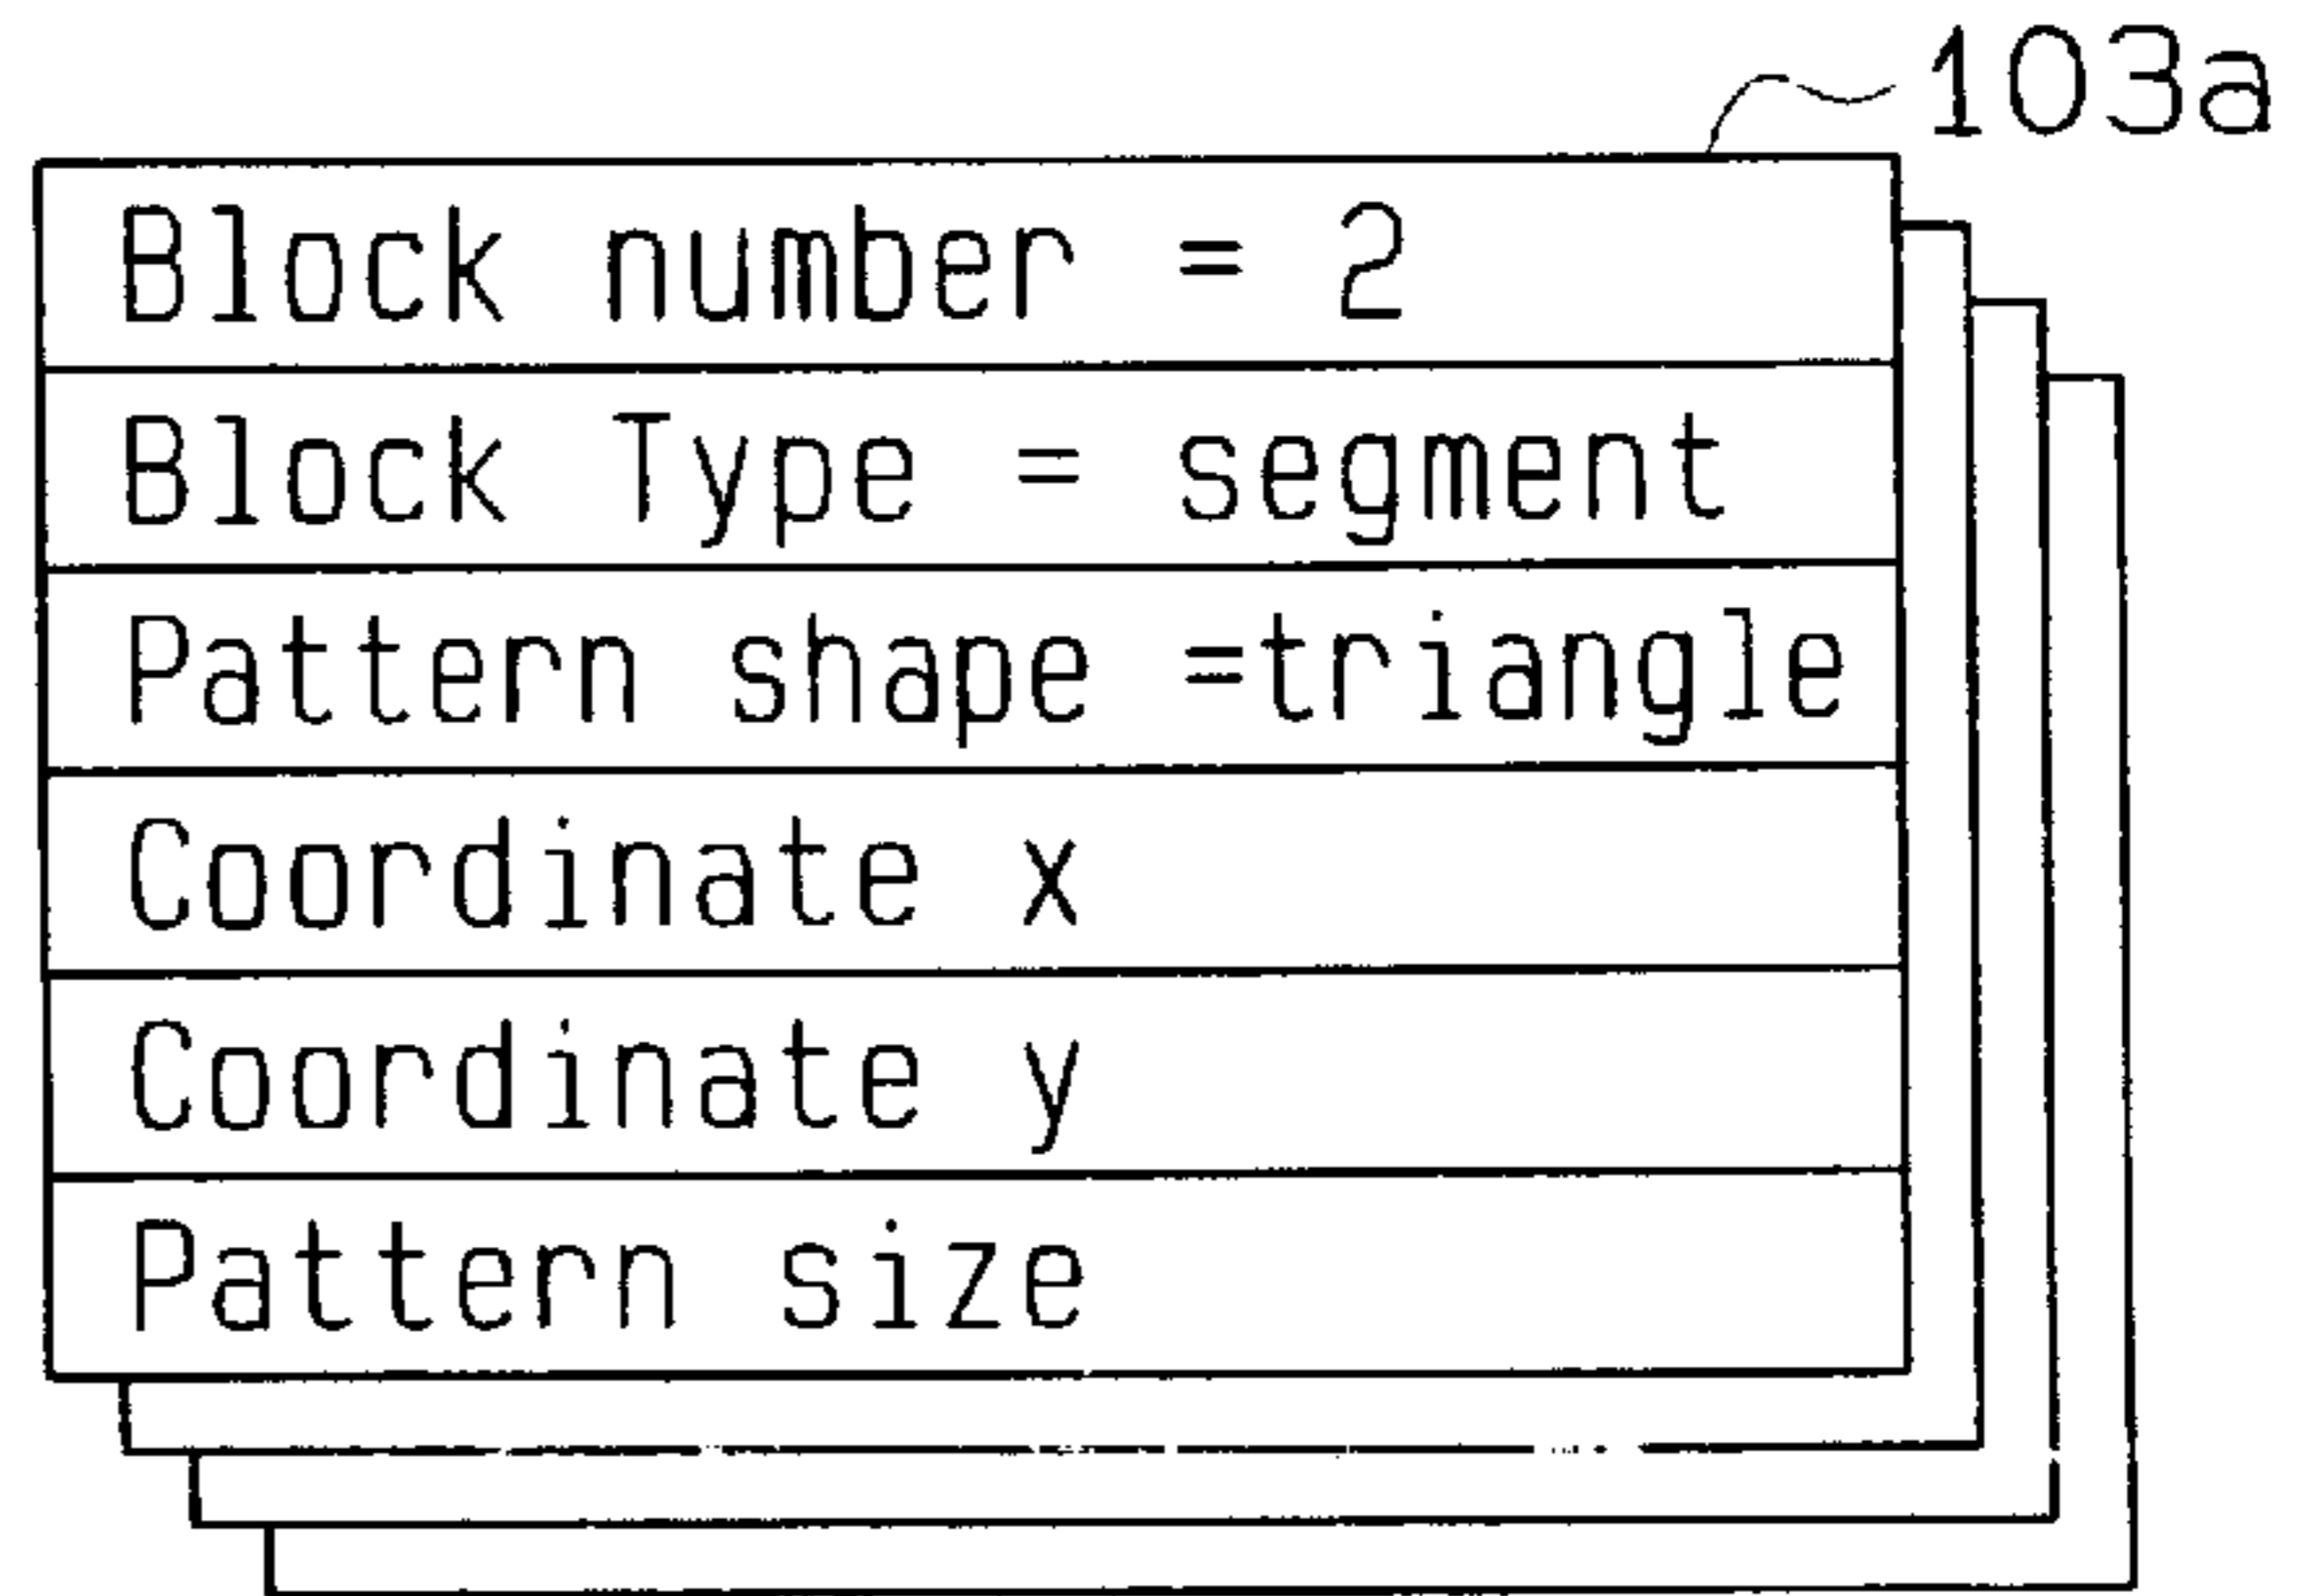 103a
Block number = 2
Block Type = segment
Pattern shape =triangle
Coordinate x
Coordinate y
Pattern size